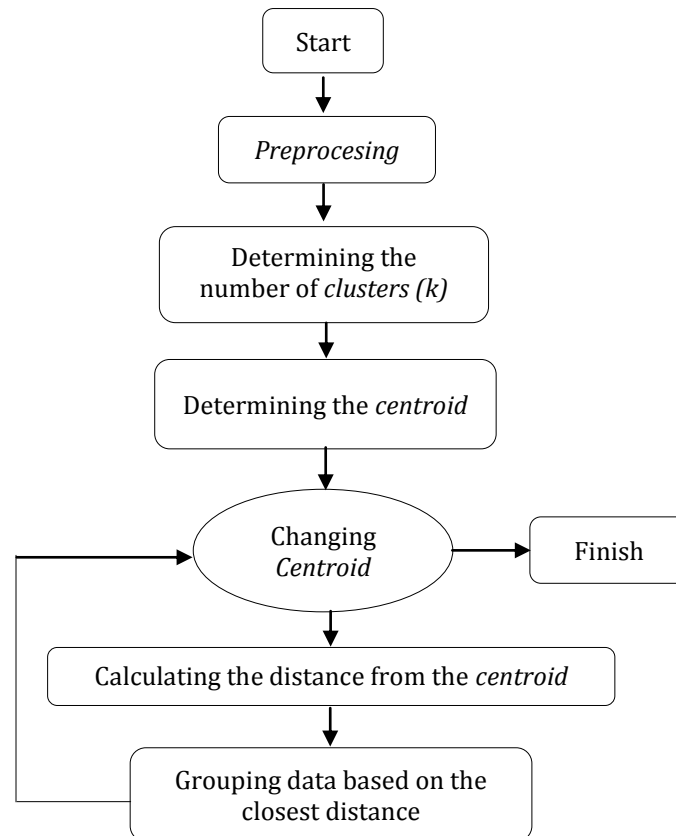 Start
Preprocesing
Determining the
number of clusters (k)
Determining the centroid
Changing
Centroid
Finish
Calculating the distance from the centroid
Grouping data based on the
closest distance